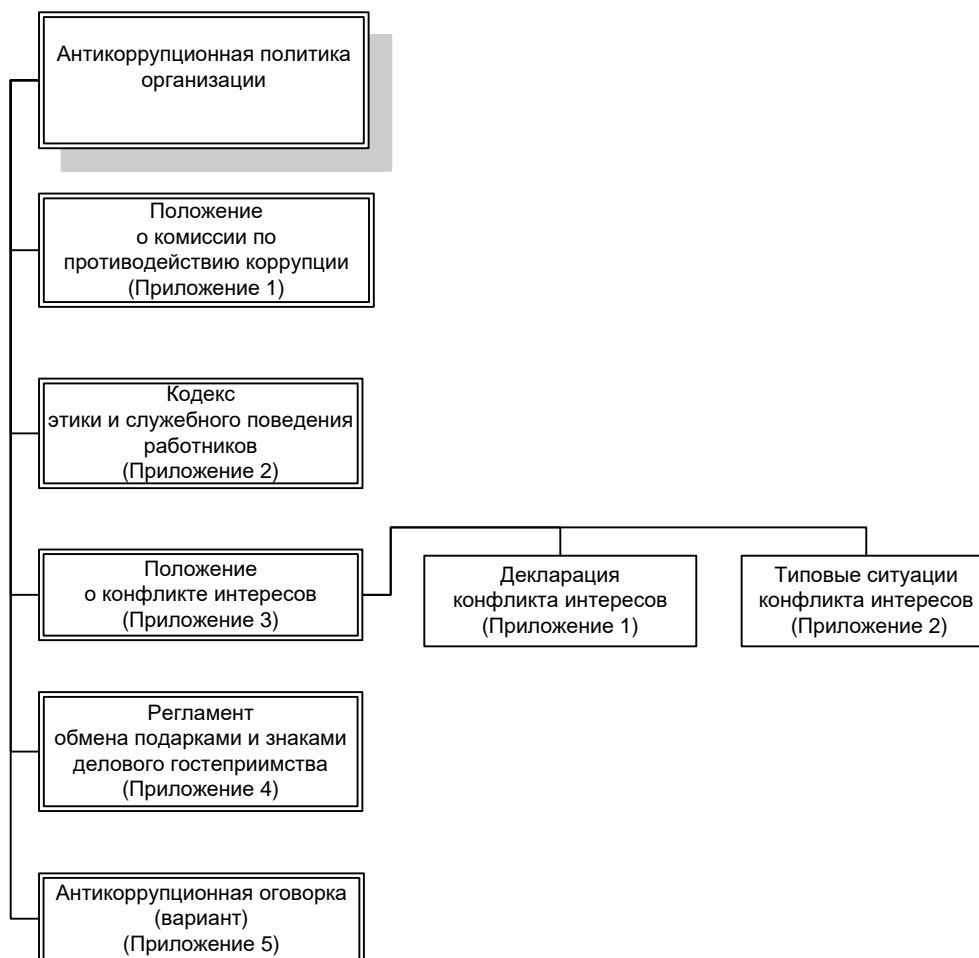 Антикоррупционная политика
организации
Положение
о комиссии по
противодействию коррупции
(Приложение 1)
Кодекс
этики и служебного поведения
работников
(Приложение 2)
Положение
о конфликте интересов
(Приложение 3)
Декларация
конфликта интересов
(Приложение 1)
Типовые ситуации
конфликта интересов
(Приложение 2)
Регламент
обмена подарками и знаками
делового гостеприимства
(Приложение 4)
Антикоррупционная оговорка
(вариант)
(Приложение 5)